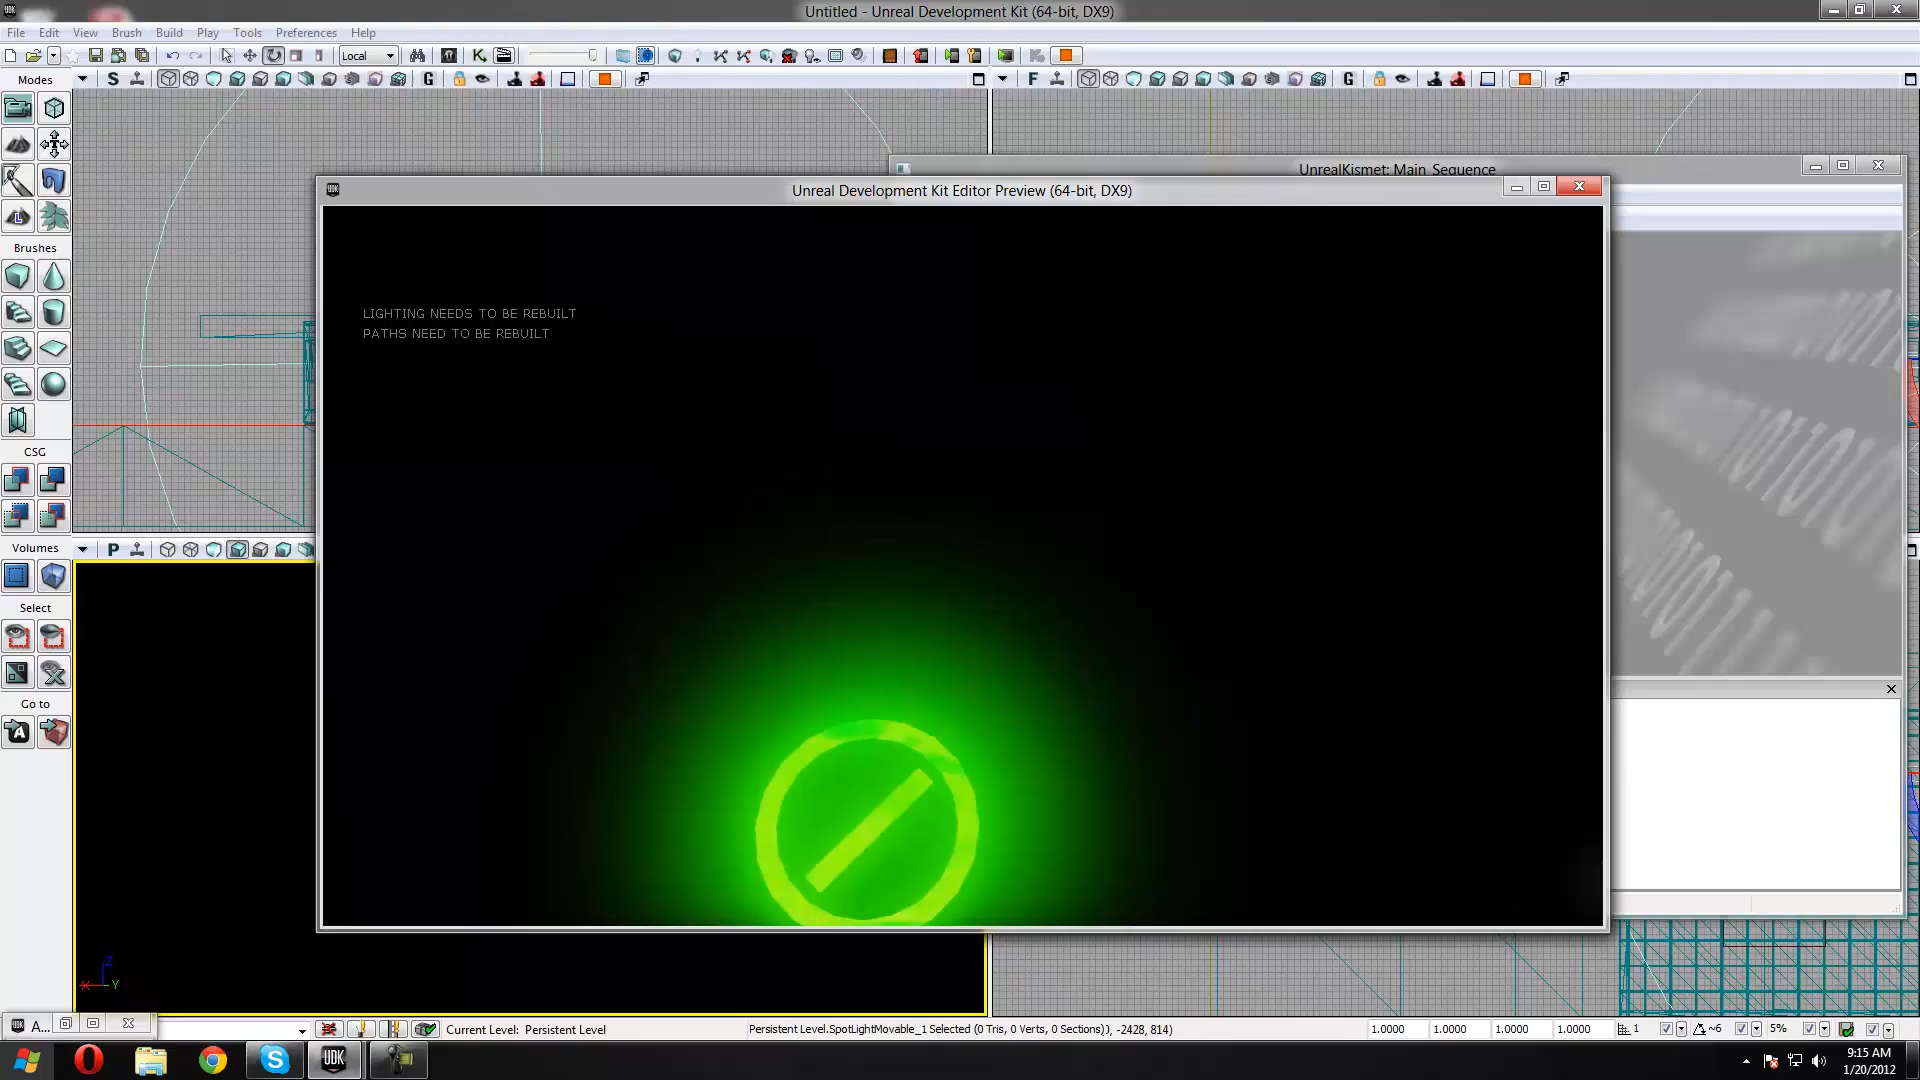 Untitled - Unreal Development Kit (64-bit, DX9)
File Edit View Brush Build Play Tools Preferences Help
Local
Modes
S
G
F
G
UnrealKismet: Main_Sequence
Unreal Development Kit Editor Preview (64-bit, DX9)
LIGHTING NEEDS TO BE REBUILT
PATHS NEED TO BE REBUILT
Brushes
CSG
Volumes
P
Select
Go to
Z
X Y
A...
Current Level: Persistent Level
Persistent Level.SpotLightMovable_1 Selected (0 Tris, 0 Verts, 0 Sections)), -2428, 814)
1.0000 1.0000 1.0000 1.0000
1
~6
5%
UDK
9:15 AM
1/20/2012